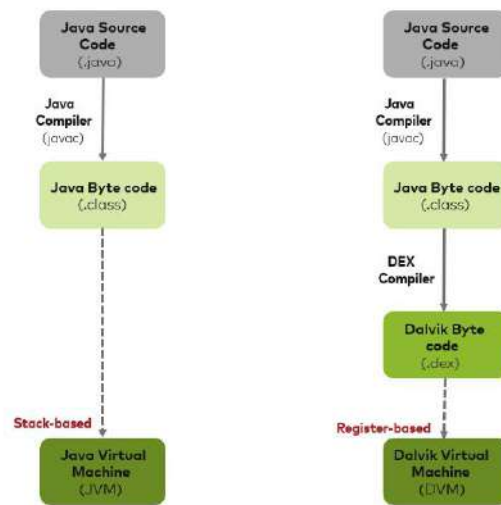 Java Source
Code
(.java)
Java
Compiler
(javac)
Java Byte code
(.class)
Stack-based
Java Virtual
Machine
(JVM)
Java Source
Code
(.java)
Java
Compiler
(javac)
Java Byte code
(.class)
DEX
Compiler
Dalvik Byte
code
(.dex)
Register-based
Dalvik Virtual
Machine
(DVM)